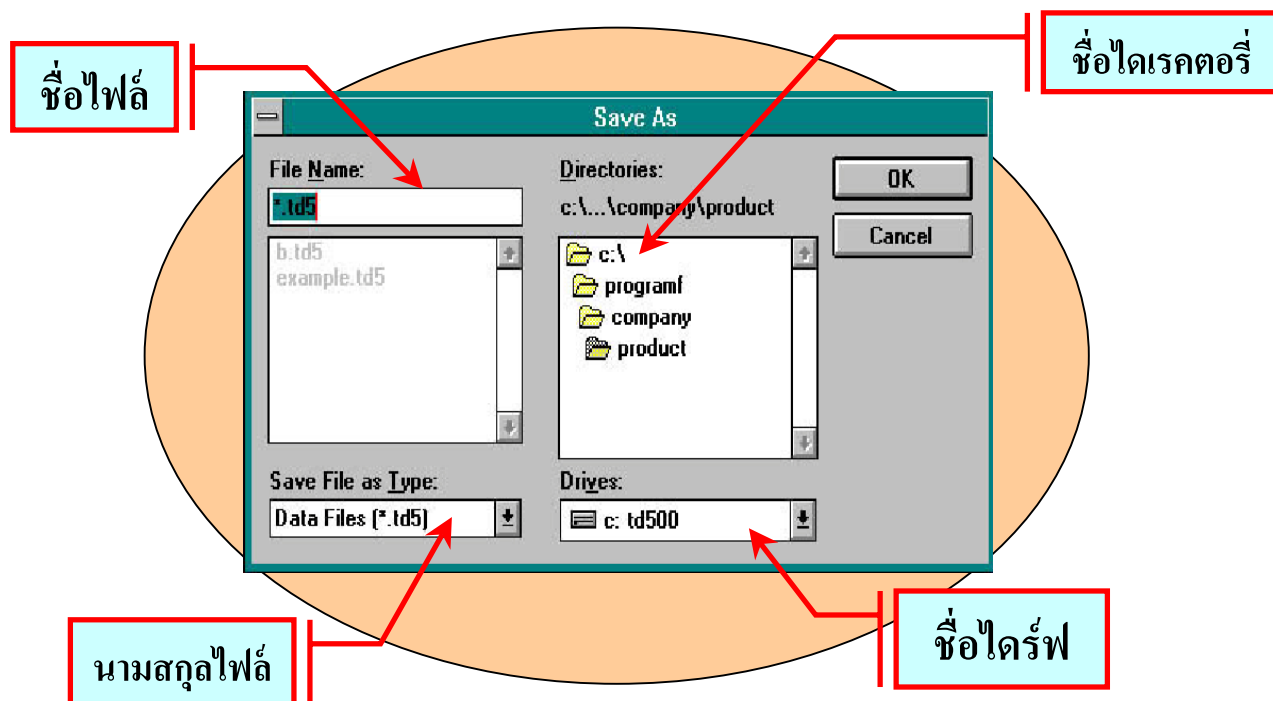 ชื่อไฟล์
ชื่อไดเรคตอรี่
Save As
File Name:
*.td5
b.td5
example.td5
Directories:
c:\...\company\product
c:\
programf
company
product
OK
Cancel
Save File as Type:
Data Files (*.td5)
Drives:
c: td500
นามสกุลไฟล์
ชื่อไดร์ฟ